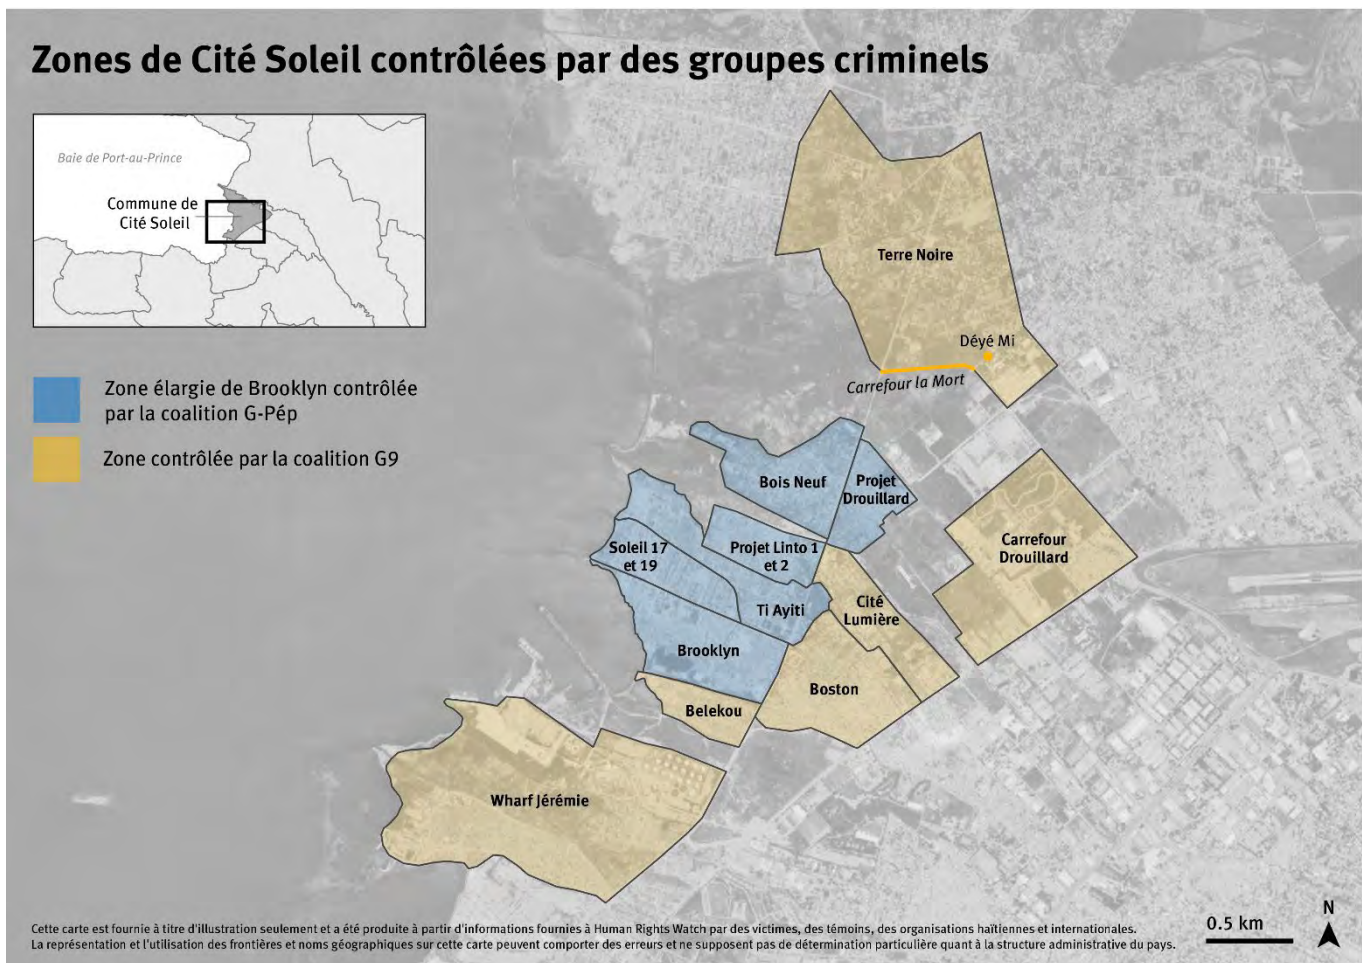 Zones de Cité Soleil contrôlées par des groupes criminels
Baie de Port-au-Prince
Commune de
Cité Soleil
Zone élargie de Brooklyn contrôlée
par la coalition G-Pép
Zone contrôlée par la coalition G9
Terre Noire
Déyé Mi
Carrefour la Mort
Bois Neuf
Projet
Drouillard
Carrefour
Drouillard
Soleil 17
et 19
Projet Linto 1
et 2
Ti Ayiti
Cité
Lumière
Brooklyn
Boston
Belekou
Wharf Jérémie
Cette carte est fournie à titre d'illustration seulement et a été produite à partir d'informations fournies à Human Rights Watch par des victimes, des témoins, des organisations haïtiennes et internationales.
La représentation et l'utilisation des frontières et noms géographiques sur cette carte peuvent comporter des erreurs et ne supposent pas de détermination particulière quant à la structure administrative du pays.
0.5 km
N